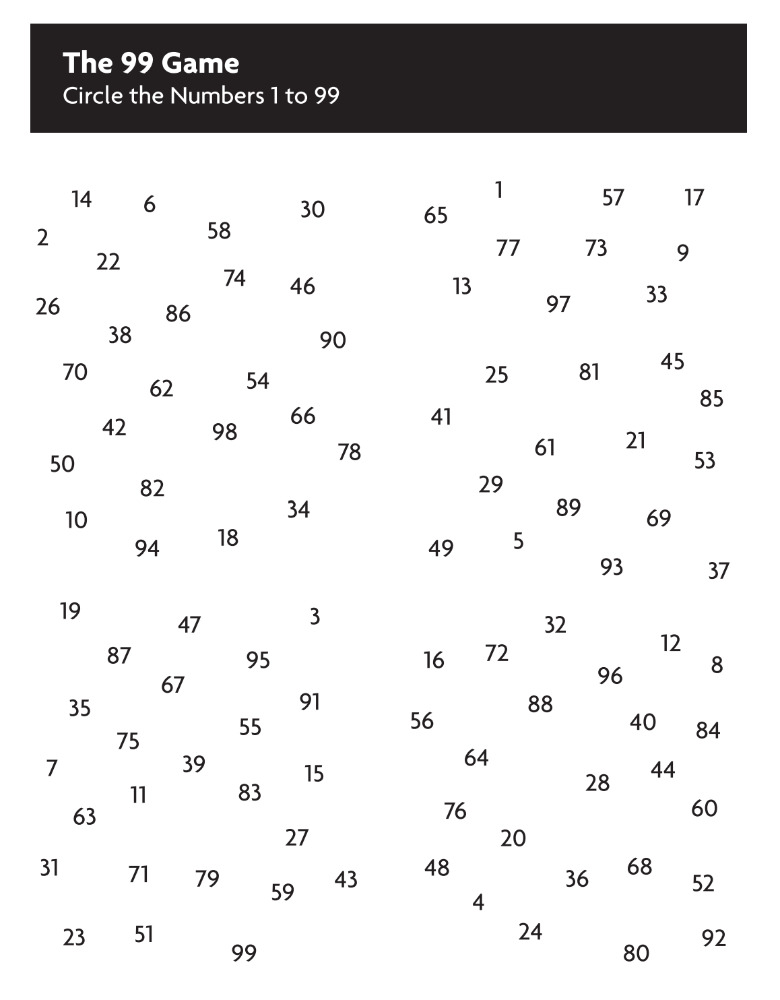 The 99 Game
Circle the Numbers 1 to 99
14 6 30 65 1 57 17
2 22 58 77 73 9
74 46 13 97 33
26 86
38 90
70 62 54 25 81 45
85
42 98 66 41
50 78 61 21 53
82 29
10 34 89 69
94 18 49 5 93 37
19 47 3 32
87 95 16 72 12 8
67 96
35 91 88
75 55 56 40 84
7 39 15 64 44
11 83 28
63 76 60
27 20
31 71 79 59 43 48 36 68 52
4
23 51 99 24 80 92